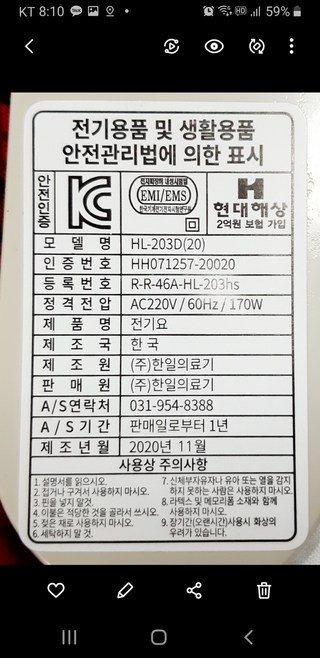 KT 8:10 HD 59%
전기용품 및 생활용품
안전관리법에 의한 표시
안전인증
전자파장해 내성시험필
EMI/EMS
H
현대해상
2억원 보험 가입
모 델 명 HL-203D(20)
인 증 번 호 HH071257-20020
등 록 번 호 R-R-46A-HL-203hs
정 격 전 압 AC220V / 60Hz / 170W
제 품 명 전기요
제 조 국 한 국
제 조 원 (주)한일의료기
판 매 원 (주)한일의료기
A/S연락처 031-954-8388
A / S 기 간 판매일로부터 1년
제 조 년 월 2020년 11월
사용상 주의사항
1. 설명서를 읽으시오.
2. 접거나 구겨서 사용하지 마시오.
3. 핀을 넣지 말것.
4. 이불은 적당한 것을 골라서 쓰시오.
5. 젖은 채로 사용하지 마시오.
6. 세탁하지 말 것.
7. 신체부자유자나 유아 또는 열을 감지
하지 못하는 사람은 사용하지 마시오.
8. 라텍스 및 메모리폼 소재와 함께
사용하지 마시오.
9. 장기간(오랜시간)사용시 화상의
우려가 있습니다.